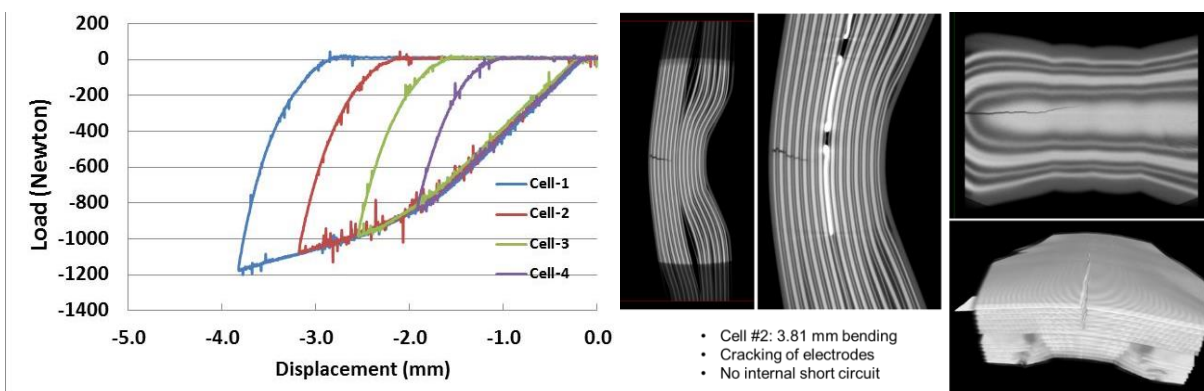 200
0
-200
-400
-600
-800
-1000
-1200
-1400
Load (Newton)
-5.0 -4.0 -3.0 -2.0 -1.0 0.0
Displacement (mm)
Cell-1
Cell-2
Cell-3
Cell-4
• Cell #2: 3.81 mm bending
• Cracking of electrodes
• No internal short circuit